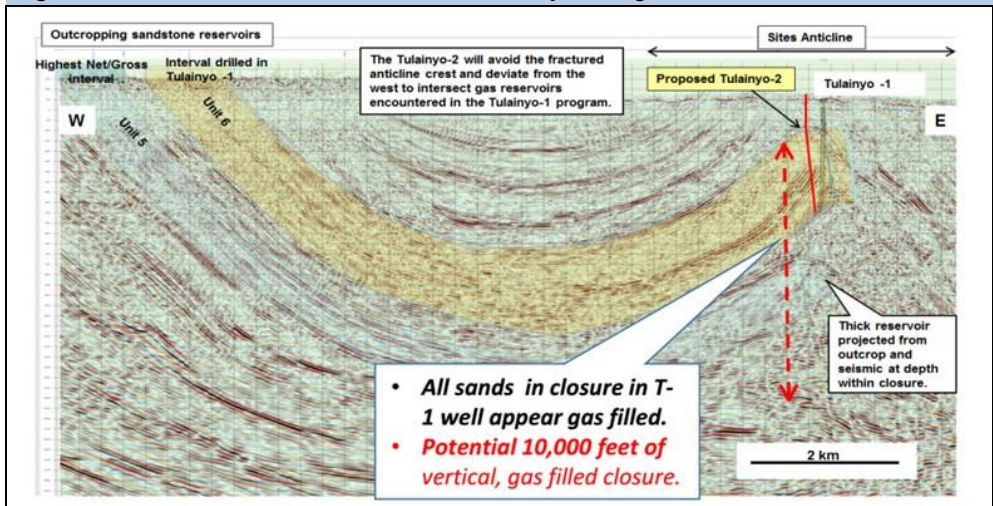 Outcropping sandstone reservoirs
Sites Anticline
Highest Net/Gross
interval
Interval drilled in
Tulainyo -1
The Tulainyo-2 will avoid the fractured
anticline crest and deviate from the
west to intersect gas reservoirs
encountered in the Tulainyo-1 program.
Proposed Tulainyo-2
Tulainyo -1
W
E
Unit 5
Unit 6
Thick reservoir
projected from
outcrop and
seismic at depth
within closure.
• All sands in closure in T-
1 well appear gas filled.
• Potential 10,000 feet of
vertical, gas filled closure.
2 km